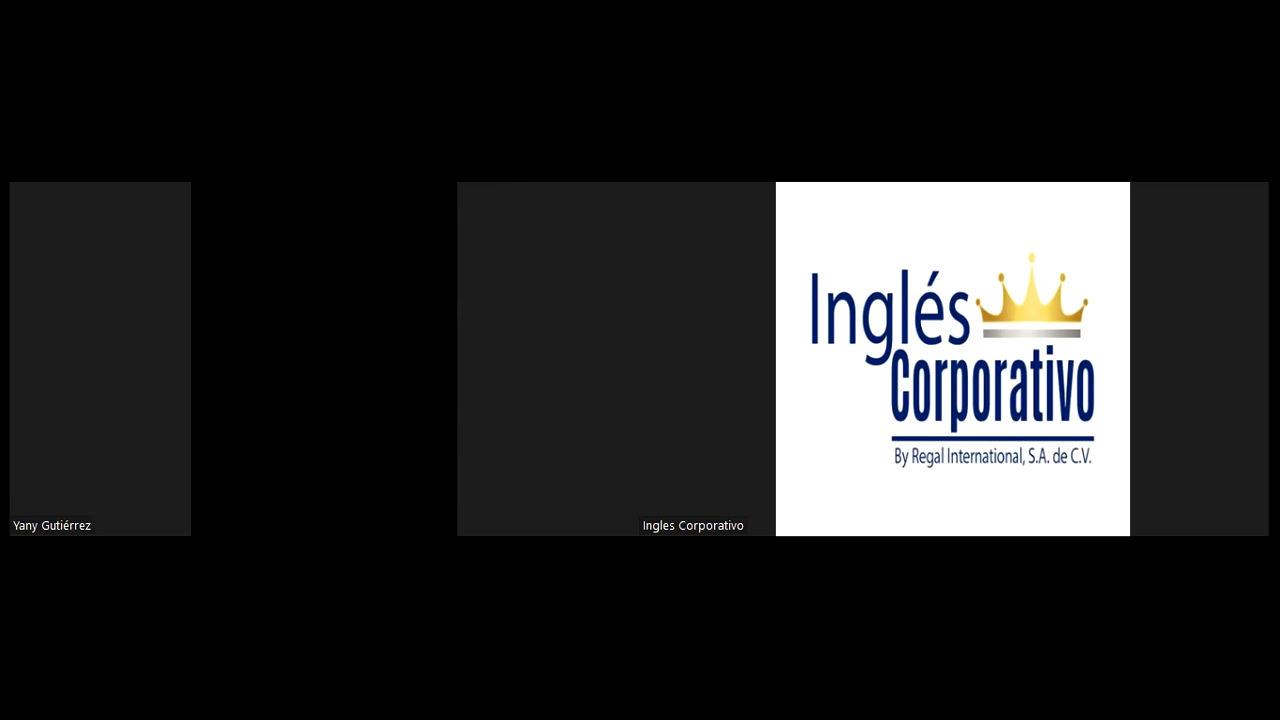 Inglés
Corporativo
By Regal International, S.A. de C.V.
Yany Gutiérrez
Ingles Corporativo